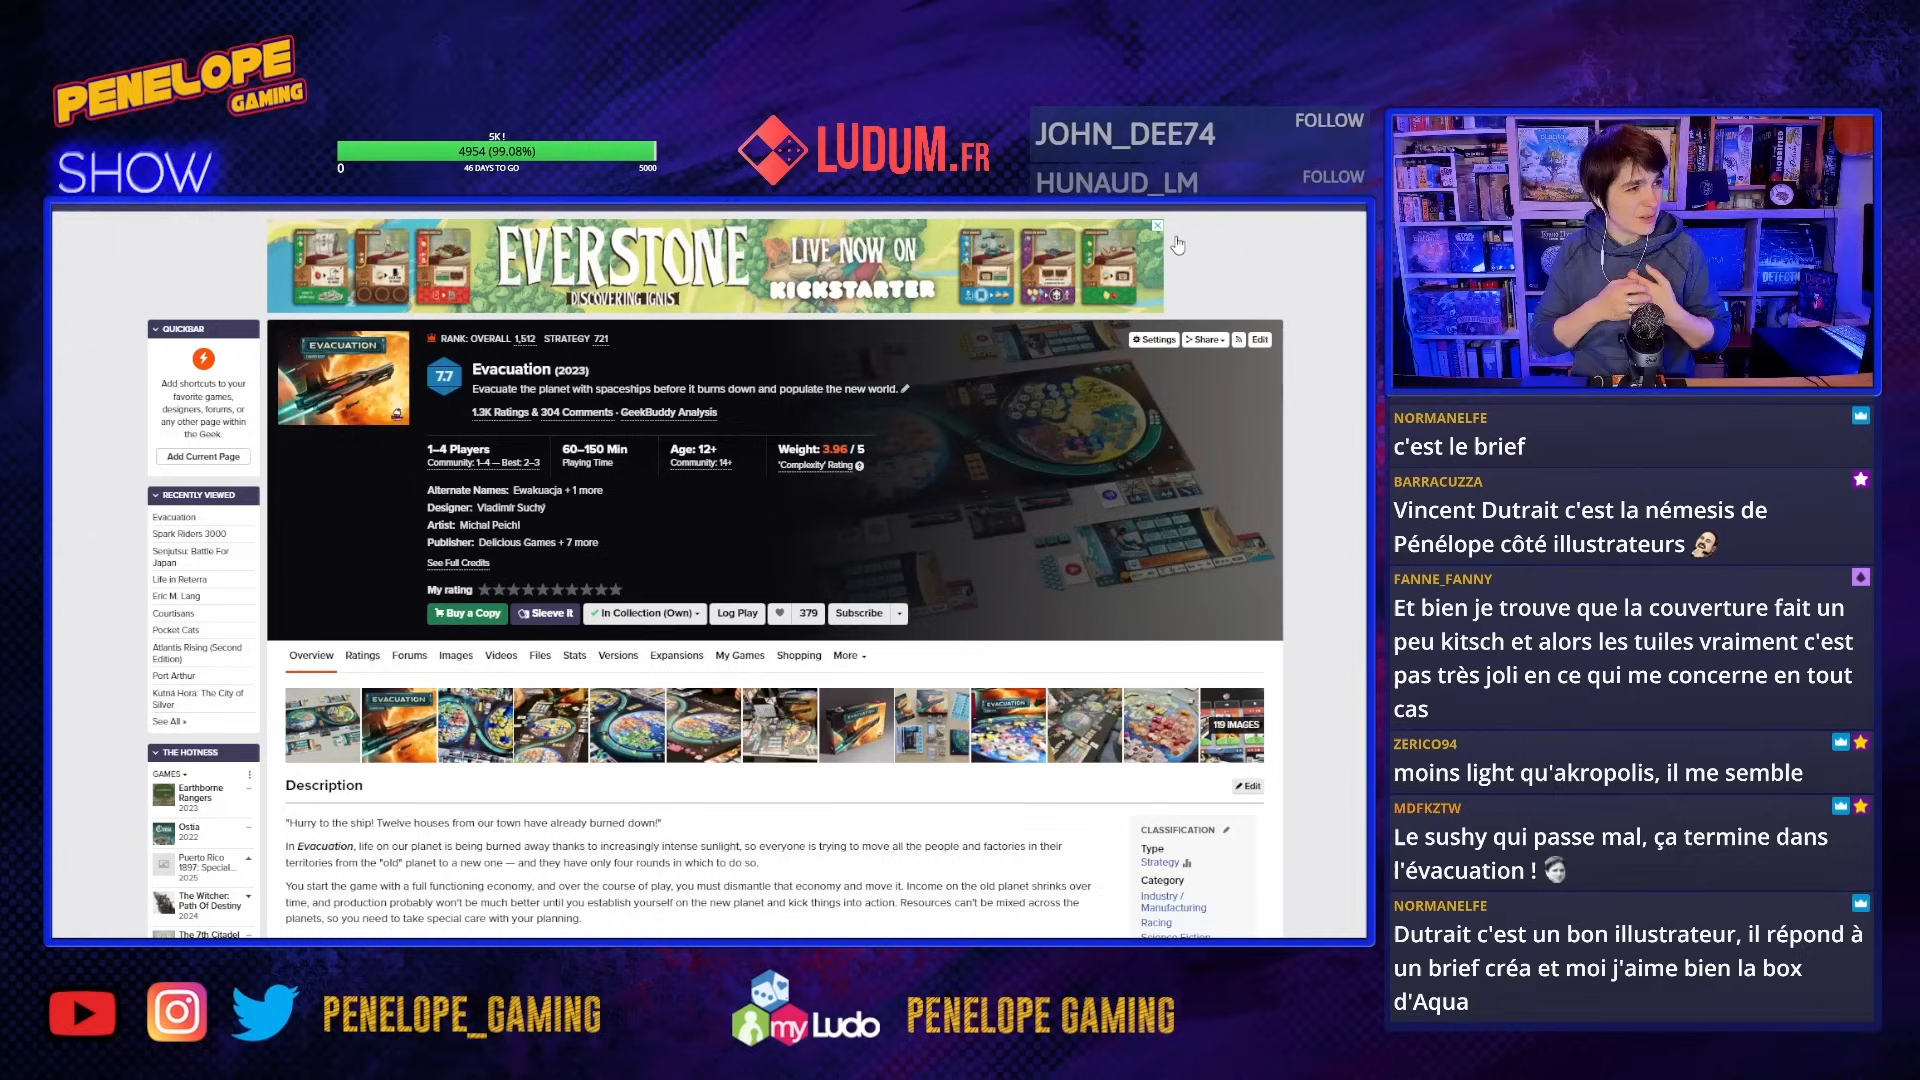 PENELOPE
GAMING
SHOW
5K !
4954 (99.08%)
0
46 DAYS TO GO
5000
LUDUM.FR
JOHN_DEE74 FOLLOW
HUNAUD_LM FOLLOW
EVERSTONE
DISCOVERING IGNIS
LIVE NOW ON
KICKSTARTER
QUICKBAR
Add shortcuts to your
favorite games,
designers, forums, or
any other page within
the Geek.
Add Current Page
RECENTLY VIEWED
Evacuation
Spark Riders 3000
Senjutsu: Battle For
Japan
Life in Reterra
Eric M. Lang
Courtisans
Pocket Cats
Atlantis Rising (Second
Edition)
Port Arthur
Kutná Hora: The City of
Silver
See All »
THE HOTNESS
GAMES
Earthborne
Rangers
2023
Ostia
2022
Puerto Rico
1897: Special...
2025
The Witcher:
Path Of Destiny
2024
The 7th Citadel
EVACUATION
RANK: OVERALL 1,512 STRATEGY 721
Settings Share Edit
7.7
Evacuation (2023)
Evacuate the planet with spaceships before it burns down and populate the new world.
1.3K Ratings & 304 Comments · GeekBuddy Analysis
1–4 Players
Community: 1–4 — Best: 2–3
60–150 Min
Playing Time
Age: 12+
Community: 14+
Weight: 3.96 / 5
'Complexity' Rating
Alternate Names: Ewakuacja + 1 more
Designer: Vladimír Suchý
Artist: Michal Peichl
Publisher: Delicious Games + 7 more
See Full Credits
My rating
Buy a Copy Sleeve It In Collection (Own) Log Play 379 Subscribe
Overview Ratings Forums Images Videos Files Stats Versions Expansions My Games Shopping More
EVACUATION
EVACUATION
119 IMAGES
Description
Edit
"Hurry to the ship! Twelve houses from our town have already burned down!"
In Evacuation, life on our planet is being burned away thanks to increasingly intense sunlight, so everyone is trying to move all the people and factories in their
territories from the "old" planet to a new one — and they have only four rounds in which to do so.
You start the game with a full functioning economy, and over the course of play, you must dismantle that economy and move it. Income on the old planet shrinks over
time, and production probably won't be much better until you establish yourself on the new planet and kick things into action. Resources can't be mixed across the
planets, so you need to take special care with your planning.
CLASSIFICATION
Type
Strategy
Category
Industry /
Manufacturing
Racing
Science Fiction
NORMANELFE
c'est le brief
BARRACUZZA
Vincent Dutrait c'est la némesis de
Pénélope côté illustrateurs
FANNE_FANNY
Et bien je trouve que la couverture fait un
peu kitsch et alors les tuiles vraiment c'est
pas très joli en ce qui me concerne en tout
cas
ZERICO94
moins light qu'akropolis, il me semble
MDFKZTW
Le sushy qui passe mal, ça termine dans
l'évacuation !
NORMANELFE
Dutrait c'est un bon illustrateur, il répond à
un brief créa et moi j'aime bien la box
d'Aqua
PENELOPE_GAMING
my Ludo
PENELOPE GAMING